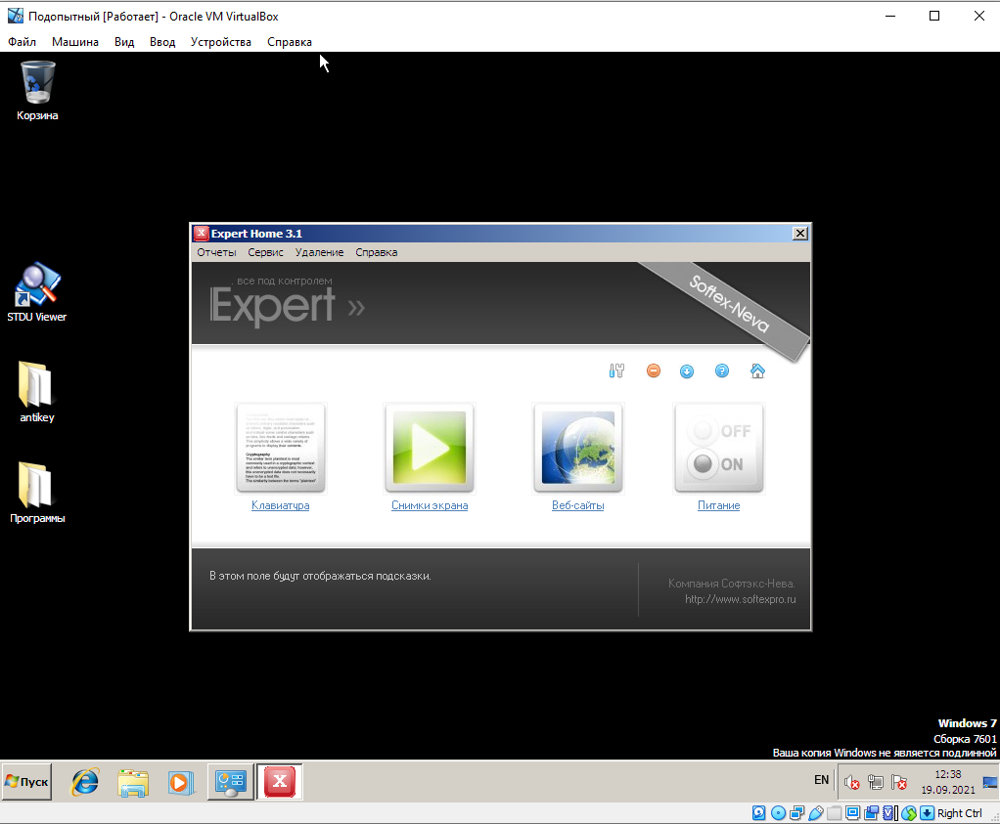 Подопытный [Работает] - Oracle VM VirtualBox
Файл Машина Вид Ввод Устройства Справка
Корзина
STDU Viewer
antikey
Программы
Expert Home 3.1
Отчеты Сервис Удаление Справка
все под контролем
Expert »
Softex-Neva
Cryptography
OFF
ON
Клавиатура Снимки экрана Веб-сайты Питание
В этом поле будут отображаться подсказки.
Компания Софтэкс-Нева.
http://www.softexpro.ru
Windows 7
Сборка 7601
Ваша копия Windows не является подлинной
Пуск
EN
12:38
19.09.2021
Right Ctrl